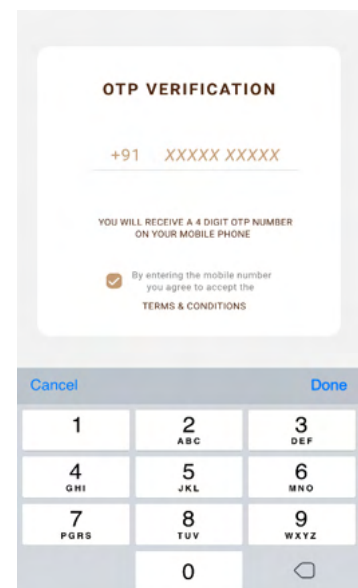 OTP VERIFICATION
+91 XXXXX XXXXX
YOU WILL RECEIVE A 4 DIGIT OTP NUMBER
ON YOUR MOBILE PHONE
By entering the mobile number
you agree to accept the
TERMS & CONDITIONS
Cancel Done
1 2 3
ABC DEF
4 5 6
GHI JKL MNO
7 8 9
PGRS TUV WXYZ
0